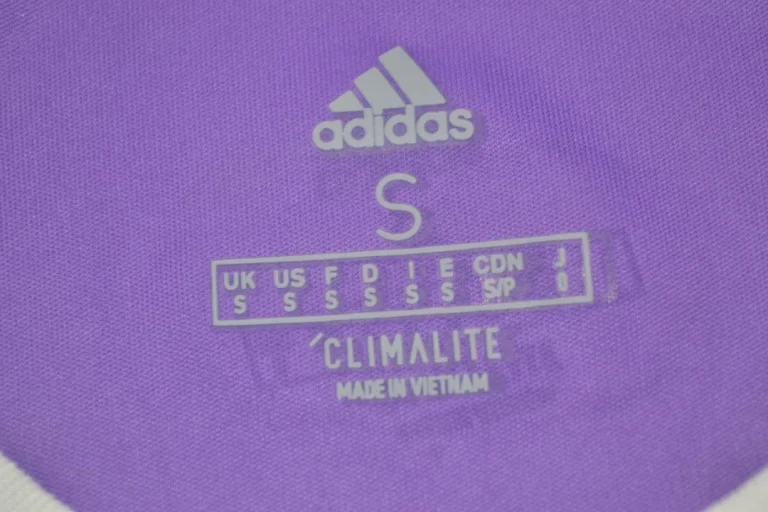 adidas
S
UK US F D I E CDN J
S S S S S S S/P O
CLIMALITE
MADE IN VIETNAM